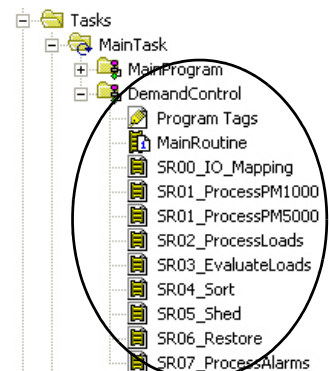 Tasks
MainTask
MainProgram
DemandControl
Program Tags
MainRoutine
SR00_IO_Mapping
SR01_ProcessPM1000
SR01_ProcessPM5000
SR02_ProcessLoads
SR03_EvaluateLoads
SR04_Sort
SR05_Shed
SR06_Restore
SR07_ProcessAlarms